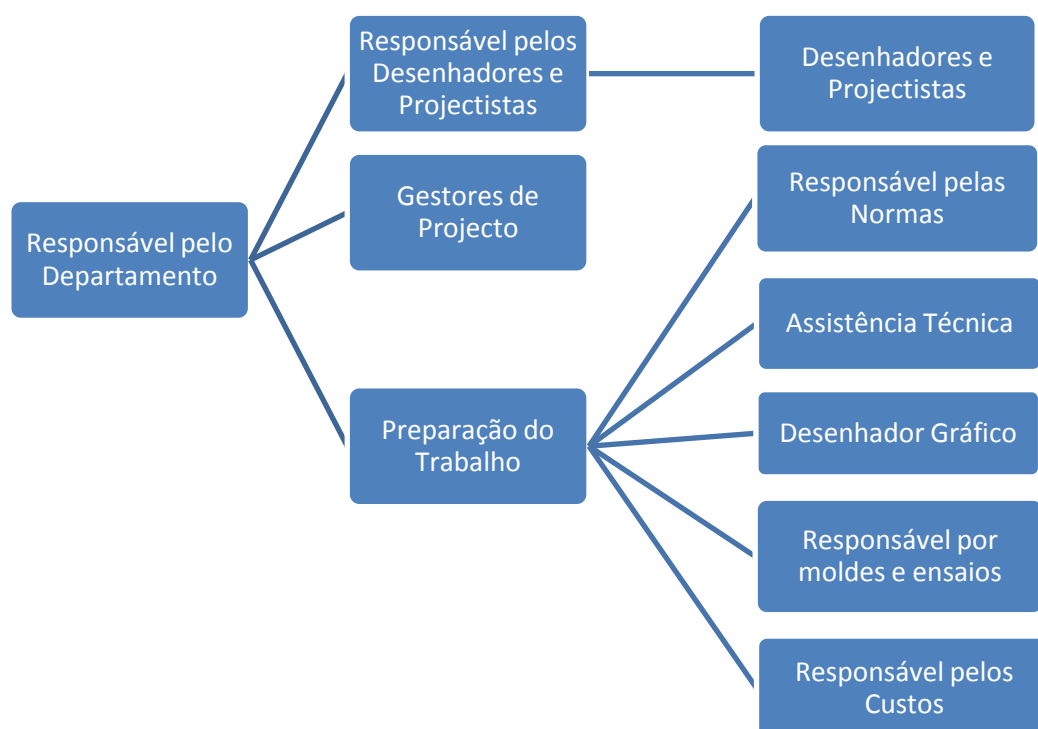 Responsável pelo
Departamento
Responsável pelos
Desenhadores e
Projectistas
Gestores de
Projecto
Preparação do
Trabalho
Desenhadores e
Projectistas
Responsável pelas
Normas
Assistência Técnica
Desenhador Gráfico
Responsável por
moldes e ensaios
Responsável pelos
Custos